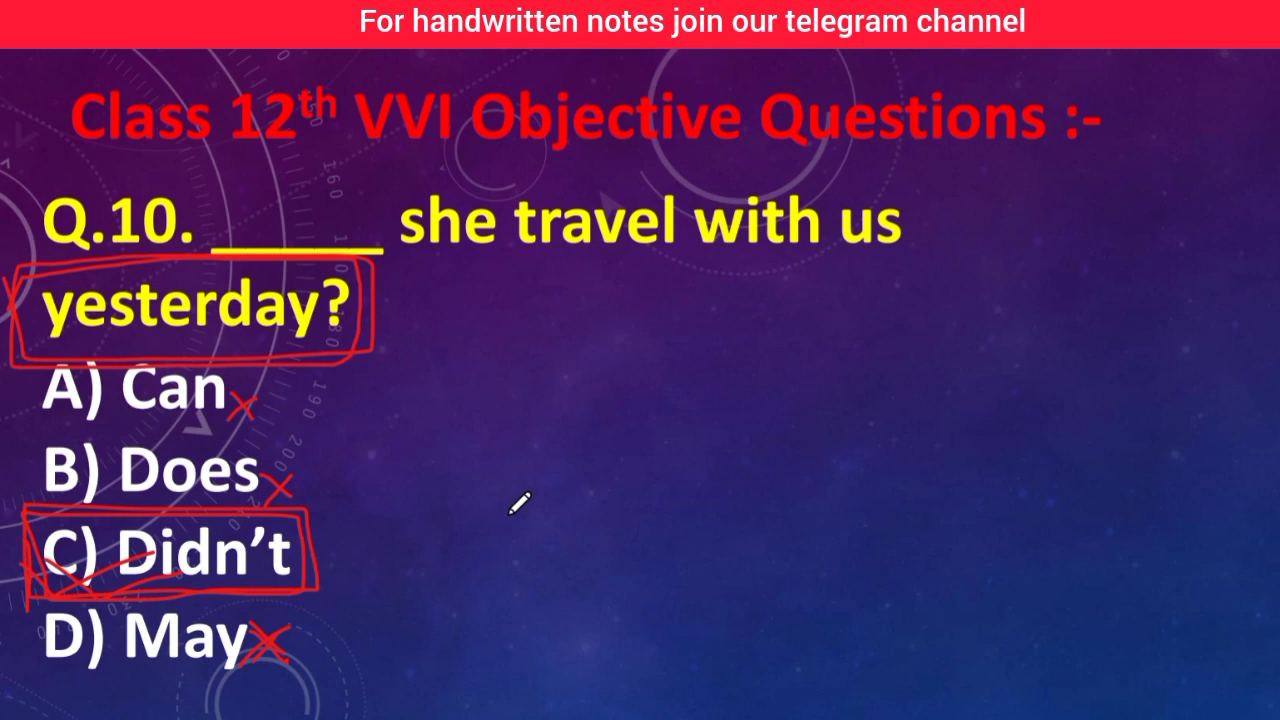 For handwritten notes join our telegram channel
Class 12th VVI Objective Questions :-
Q.10. _____ she travel with us
yesterday?
A) Can
B) Does
C) Didn’t
D) May